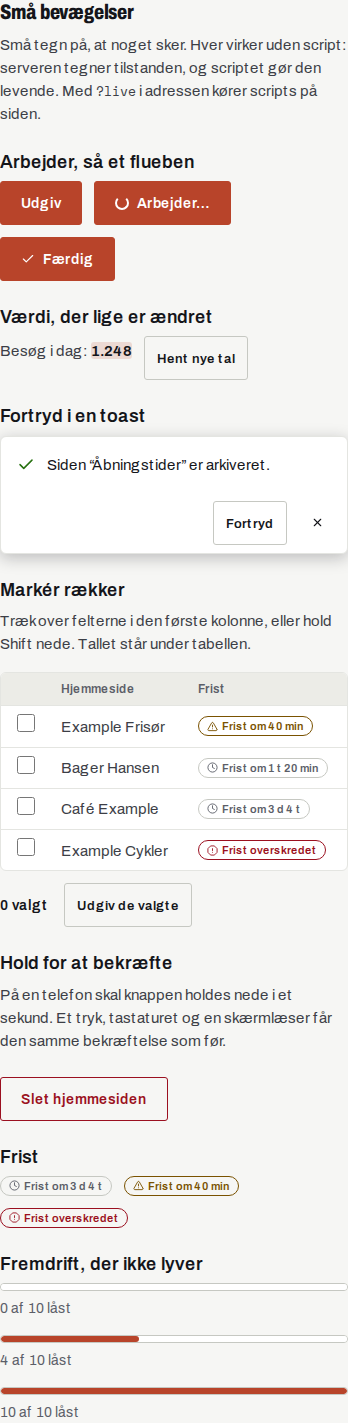 Små bevægelser
Små tegn på, at noget sker. Hver virker uden script:
serveren tegner tilstanden, og scriptet gør den
levende. Med ?live i adressen kører scripts på
siden.
Arbejder, så et flueben
Udgiv
Arbejder…
Færdig
Værdi, der lige er ændret
Besøg i dag: 1.248
Hent nye tal
Fortryd i en toast
Siden “Åbningstider” er arkiveret.
Fortryd
Markér rækker
Træk over felterne i den første kolonne, eller hold
Shift nede. Tallet står under tabellen.
Hjemmeside Frist
Example Frisør Frist om 40 min
Bager Hansen Frist om 1 t 20 min
Café Example Frist om 3 d 4 t
Example Cykler Frist overskredet
0 valgt
Udgiv de valgte
Hold for at bekræfte
På en telefon skal knappen holdes nede i et
sekund. Et tryk, tastaturet og en skærmlæser får
den samme bekræftelse som før.
Slet hjemmesiden
Frist
Frist om 3 d 4 t
Frist om 40 min
Frist overskredet
Fremdrift, der ikke lyver
0 af 10 låst
4 af 10 låst
10 af 10 låst